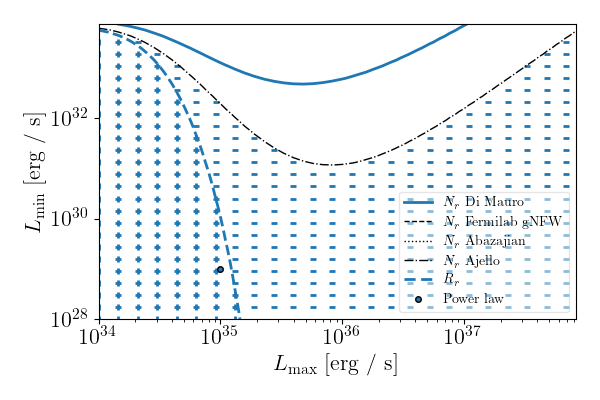 L_min [erg / s]
10^32
10^30
10^28
10^34
10^35
10^36
10^37
L_max [erg / s]
N_r Di Mauro
N_r Fermilab gNFW
N_r Abazajian
N_r Ajello
R_r
Power law